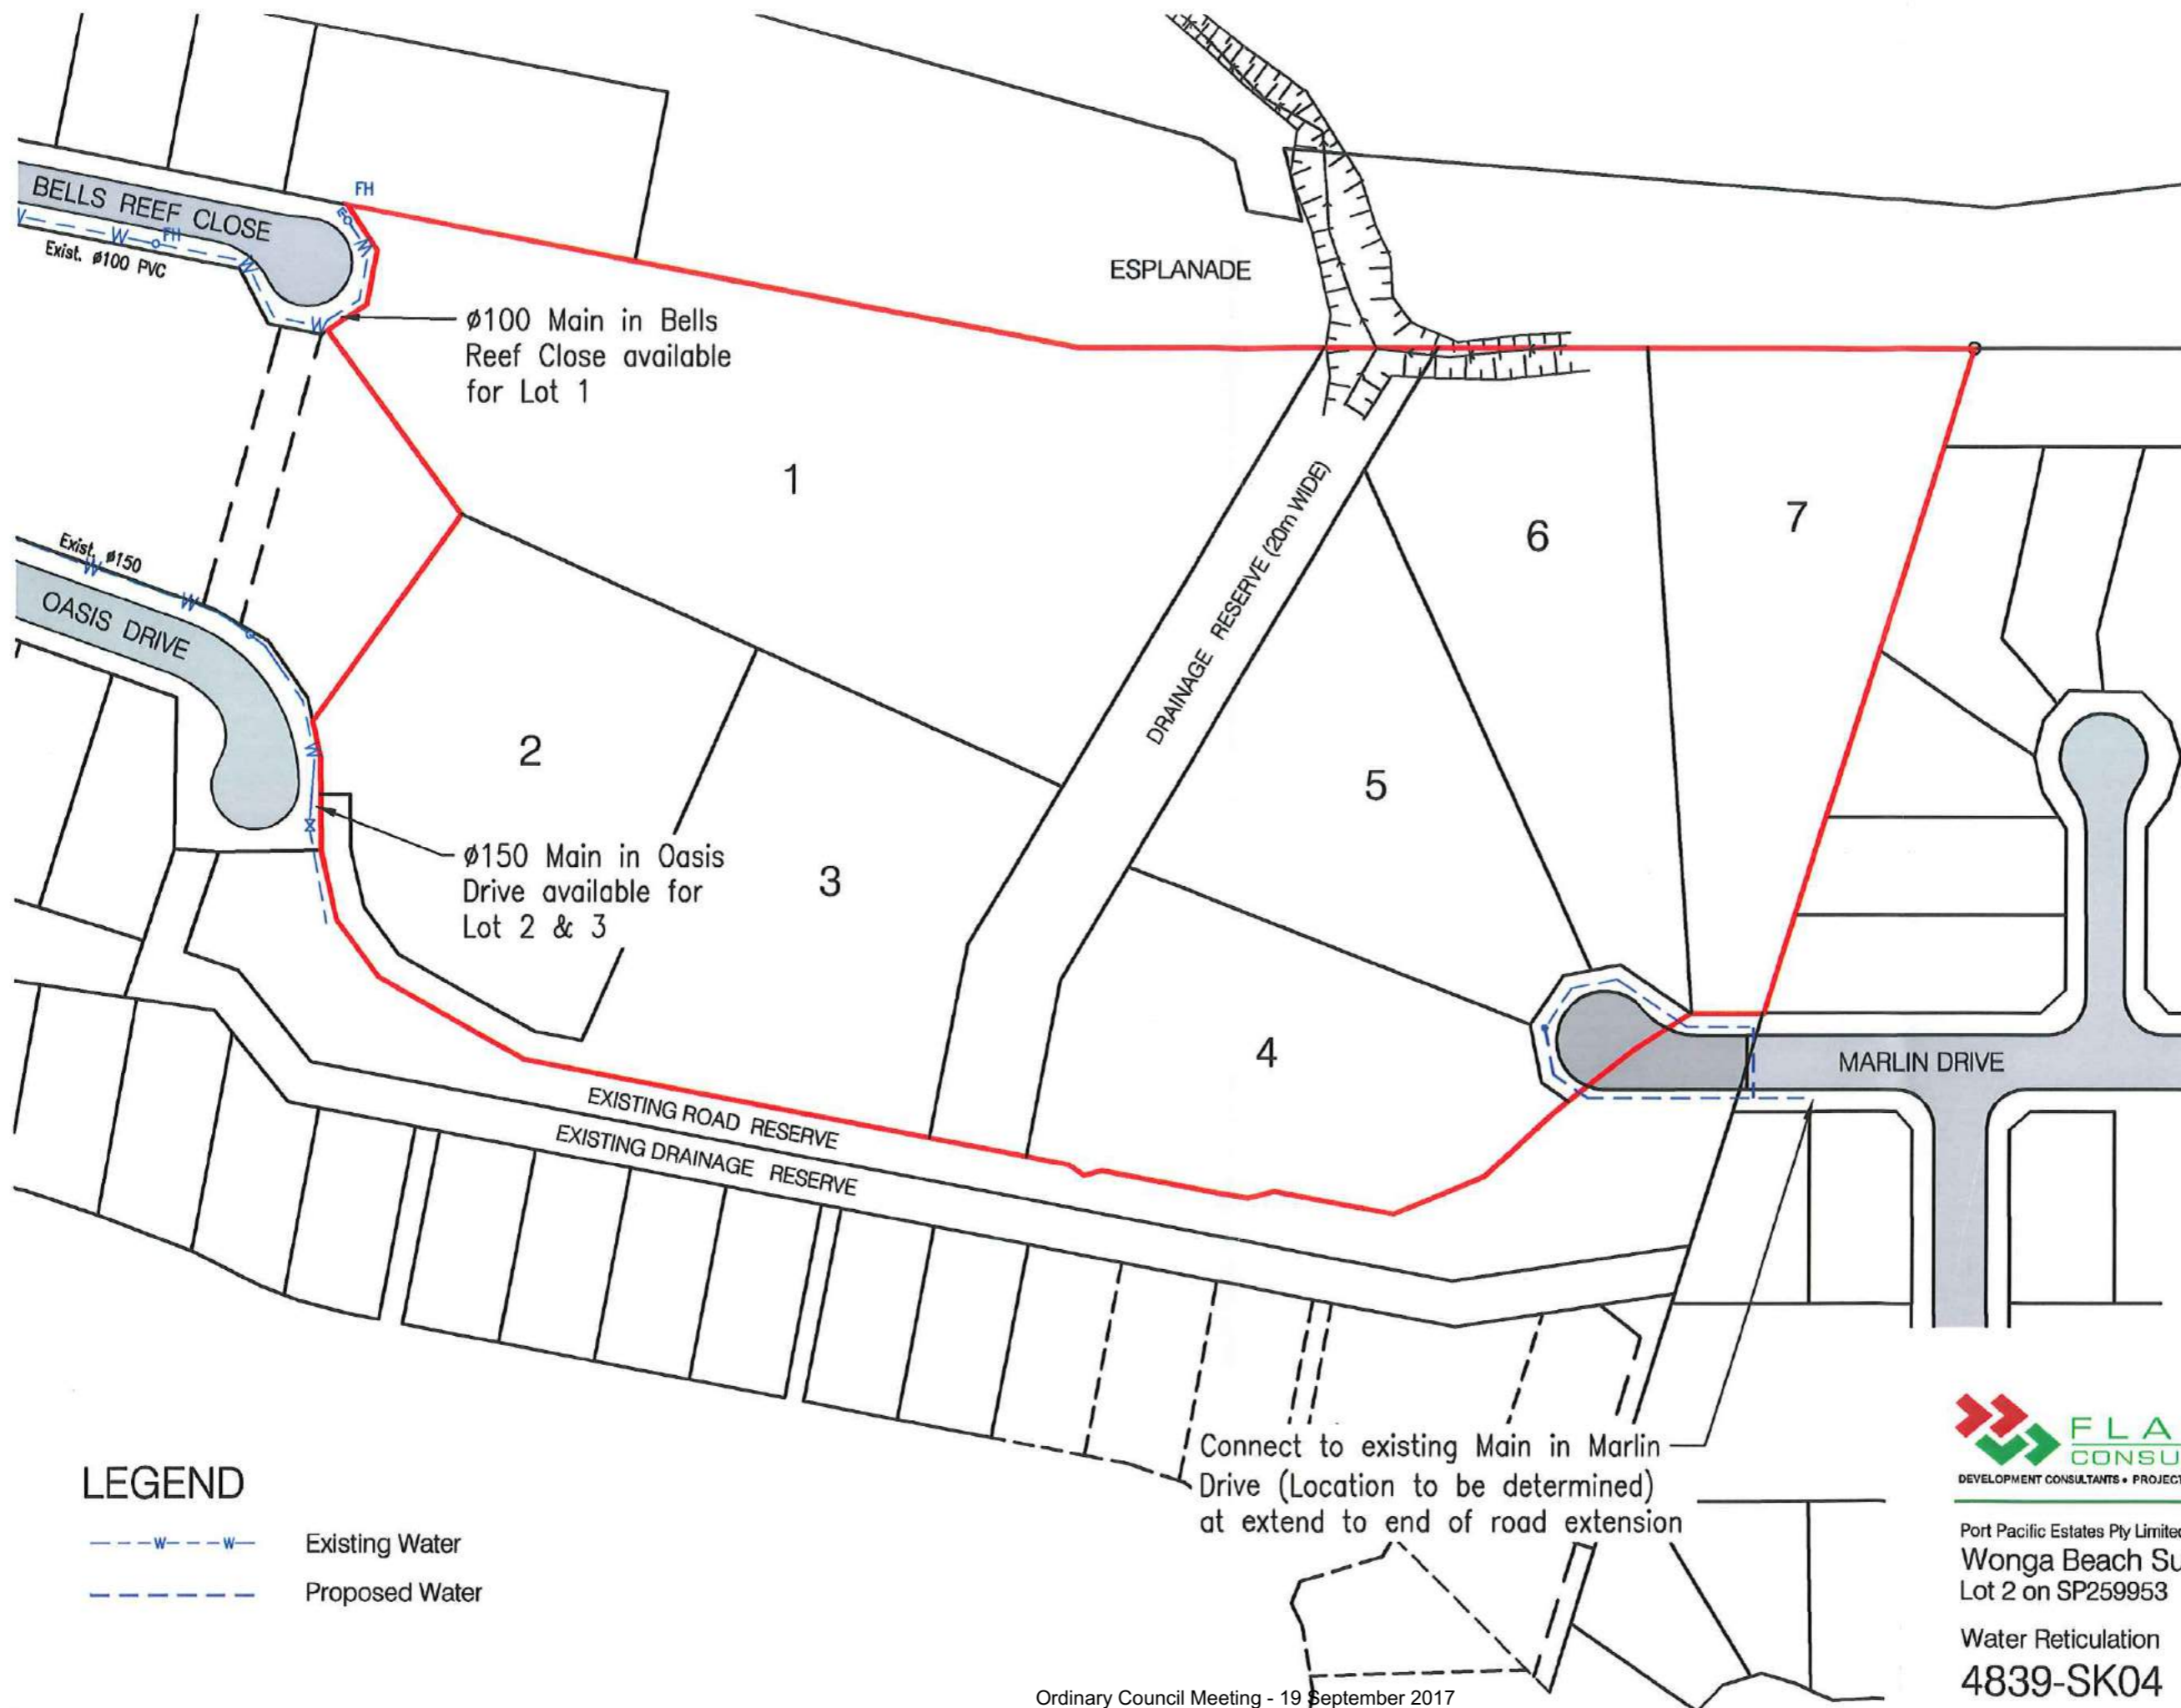 BELLS REEF CLOSE
FH
FH
W
W
W
W
W
Exist. ø100 PVC
ø100 Main in Bells
Reef Close available
for Lot 1
ESPLANADE
1
6
7
DRAINAGE RESERVE (20m WIDE)
Exist. ø150
W
W
W
OASIS DRIVE
2
5
ø150 Main in Oasis
Drive available for
Lot 2 & 3
3
4
MARLIN DRIVE
EXISTING ROAD RESERVE
EXISTING DRAINAGE RESERVE
Connect to existing Main in Marlin
Drive (Location to be determined)
at extend to end of road extension
LEGEND
W W Existing Water
Proposed Water
FLA
CONSU
DEVELOPMENT CONSULTANTS • PROJECT
Port Pacific Estates Pty Limited
Wonga Beach Su
Lot 2 on SP259953
Water Reticulation
4839-SK04
Ordinary Council Meeting - 19 September 2017